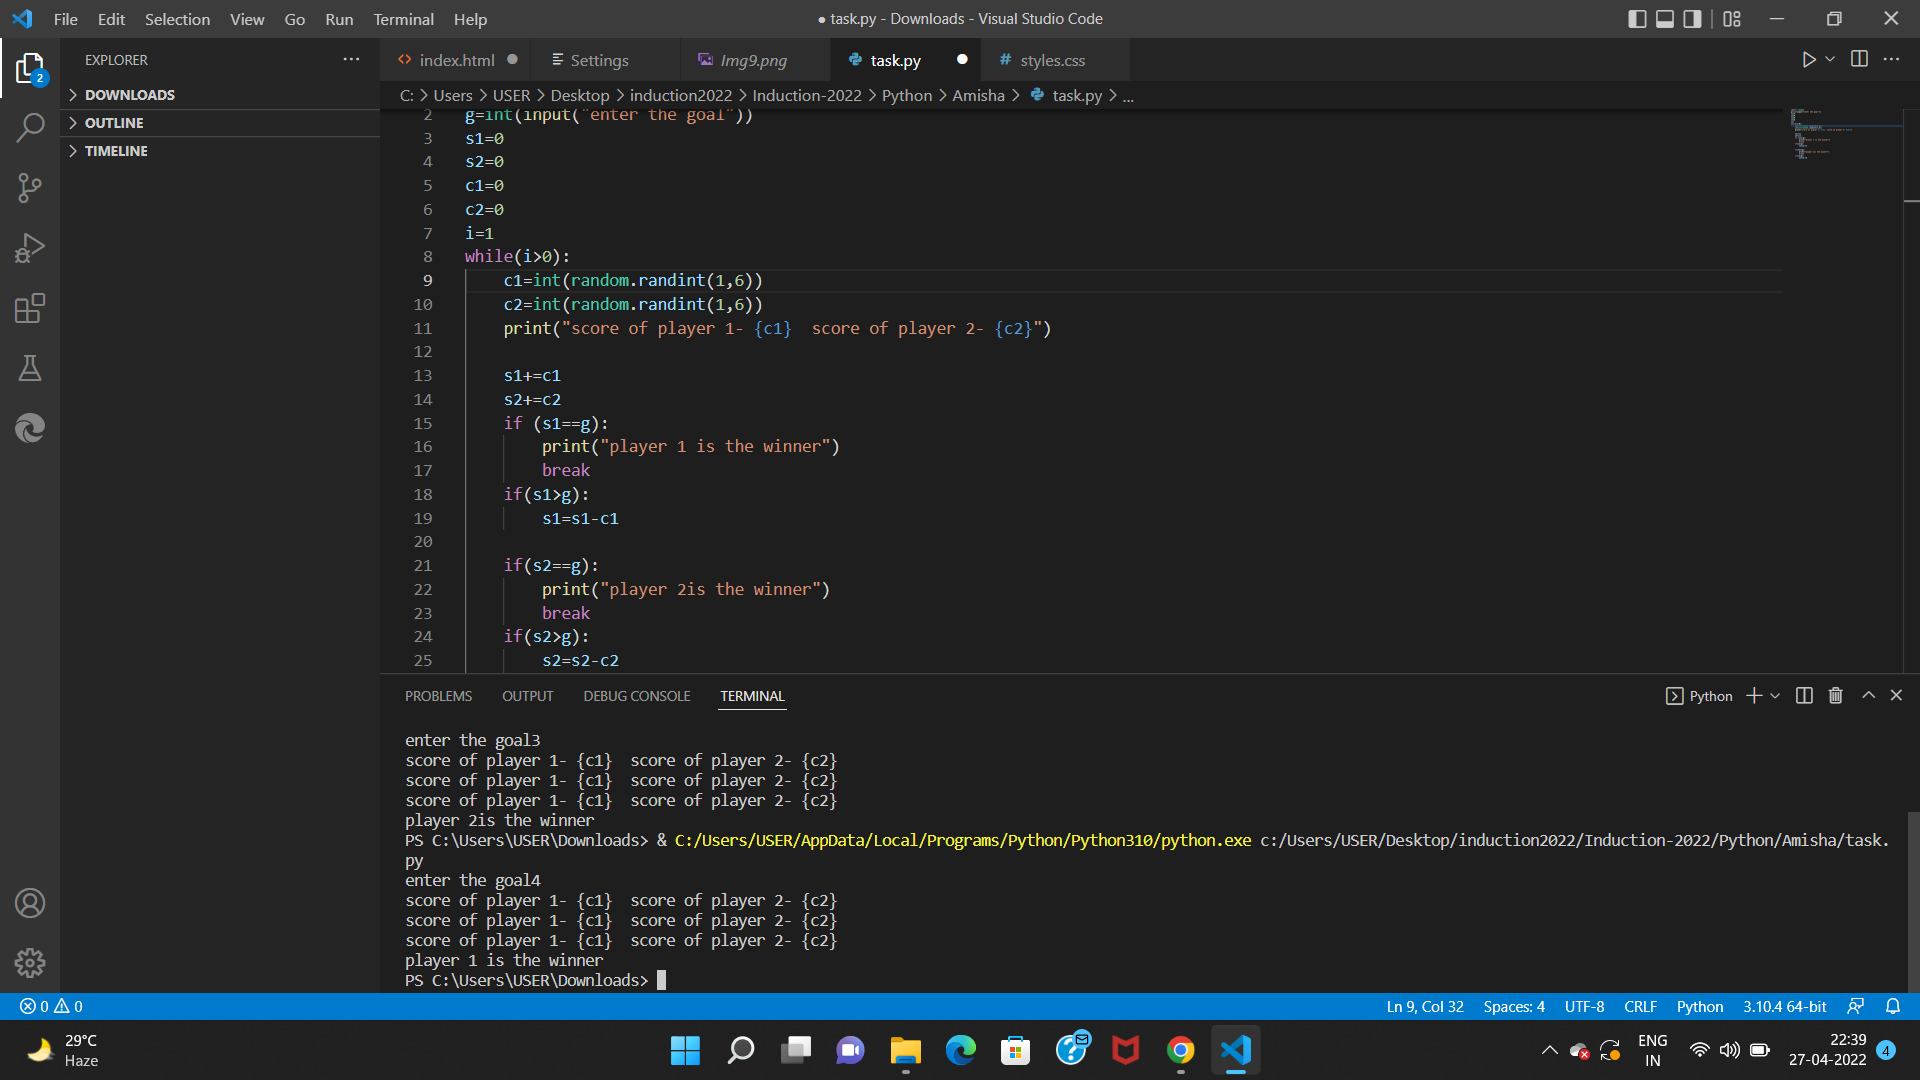 File Edit Selection View Go Run Terminal Help
● task.py - Downloads - Visual Studio Code
EXPLORER
index.html
Settings
Img9.png
task.py
styles.css
2
DOWNLOADS
OUTLINE
TIMELINE
C: > Users > USER > Desktop > induction2022 > Induction-2022 > Python > Amisha > task.py > ...
2 g=int(input("enter the goal"))
3 s1=0
4 s2=0
5 c1=0
6 c2=0
7 i=1
8 while(i>0):
9 c1=int(random.randint(1,6))
10 c2=int(random.randint(1,6))
11 print("score of player 1- {c1}  score of player 2- {c2}")
12
13 s1+=c1
14 s2+=c2
15 if (s1==g):
16 print("player 1 is the winner")
17 break
18 if(s1>g):
19 s1=s1-c1
20
21 if(s2==g):
22 print("player 2is the winner")
23 break
24 if(s2>g):
25 s2=s2-c2
PROBLEMS OUTPUT DEBUG CONSOLE TERMINAL
Python
enter the goal3
score of player 1- {c1}  score of player 2- {c2}
score of player 1- {c1}  score of player 2- {c2}
score of player 1- {c1}  score of player 2- {c2}
player 2is the winner
PS C:\Users\USER\Downloads> & C:/Users/USER/AppData/Local/Programs/Python/Python310/python.exe c:/Users/USER/Desktop/induction2022/Induction-2022/Python/Amisha/task.
py
enter the goal4
score of player 1- {c1}  score of player 2- {c2}
score of player 1- {c1}  score of player 2- {c2}
score of player 1- {c1}  score of player 2- {c2}
player 1 is the winner
PS C:\Users\USER\Downloads>
0 0
Ln 9, Col 32 Spaces: 4 UTF-8 CRLF Python 3.10.4 64-bit
29°C
Haze
ENG
IN
22:39
27-04-2022
4